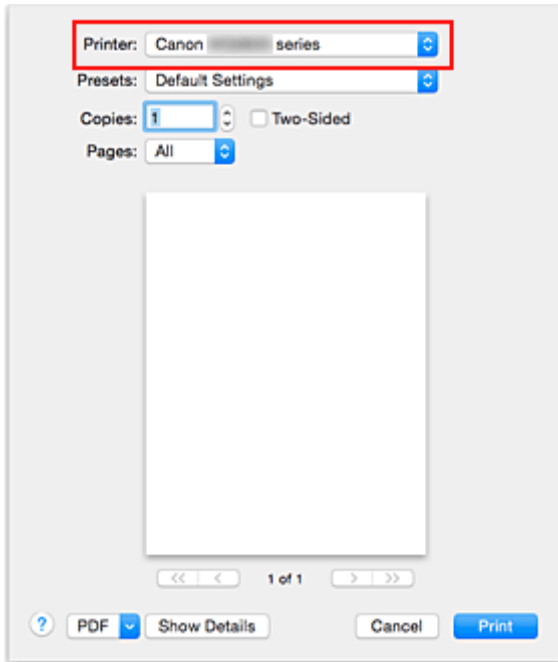 Printer: Canon series
Presets: Default Settings
Copies: 1 Two-Sided
Pages: All
<< < 1 of 1 > >>
? PDF Show Details Cancel Print